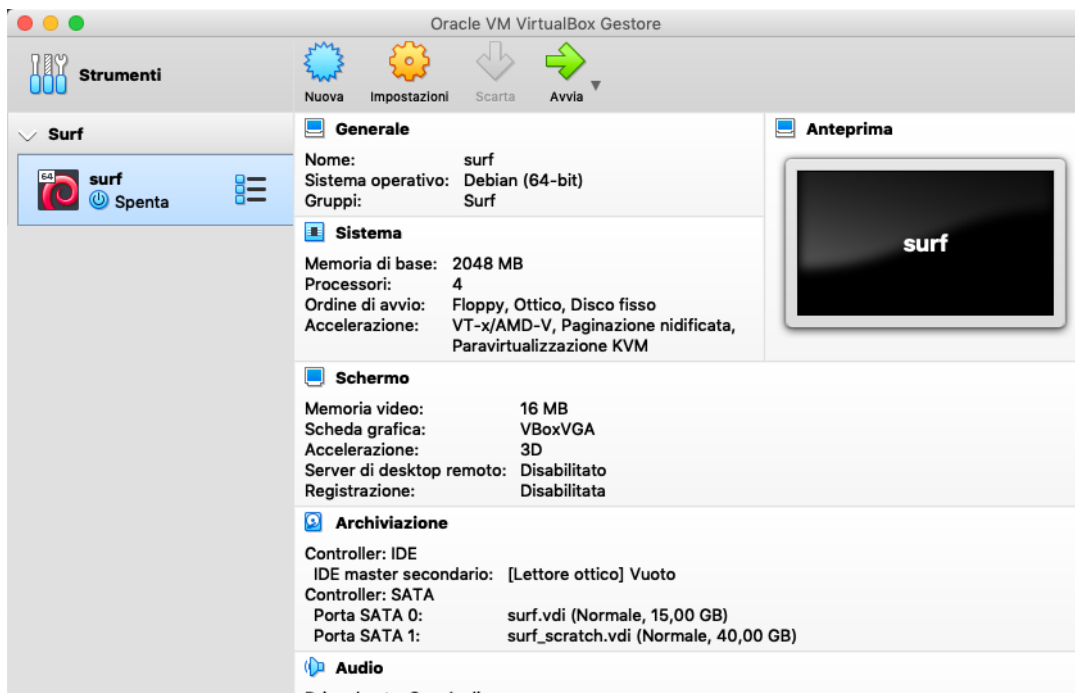 Oracle VM VirtualBox Gestore
Strumenti
Nuova Impostazioni Scarta Avvia
Surf
64
surf
Spenta
Generale
Nome: surf
Sistema operativo: Debian (64-bit)
Gruppi: Surf
Anteprima
surf
Sistema
Memoria di base: 2048 MB
Processori: 4
Ordine di avvio: Floppy, Ottico, Disco fisso
Accelerazione: VT-x/AMD-V, Paginazione nidificata,
Paravirtualizzazione KVM
Schermo
Memoria video: 16 MB
Scheda grafica: VBoxVGA
Accelerazione: 3D
Server di desktop remoto: Disabilitato
Registrazione: Disabilitata
Archiviazione
Controller: IDE
IDE master secondario: [Lettore ottico] Vuoto
Controller: SATA
Porta SATA 0: surf.vdi (Normale, 15,00 GB)
Porta SATA 1: surf_scratch.vdi (Normale, 40,00 GB)
Audio